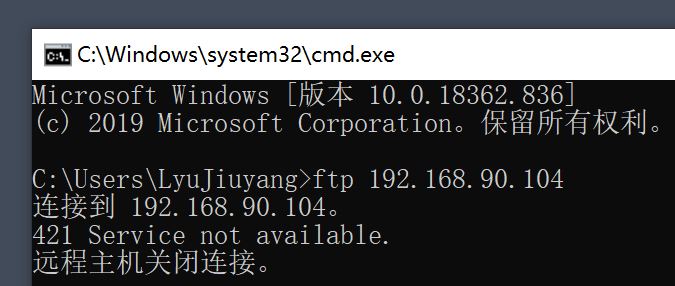 C:\Windows\system32\cmd.exe
Microsoft Windows [版本 10.0.18362.836]
(c) 2019 Microsoft Corporation。保留所有权利。
C:\Users\LyuJiuyang>ftp 192.168.90.104
连接到 192.168.90.104。
421 Service not available.
远程主机关闭连接。